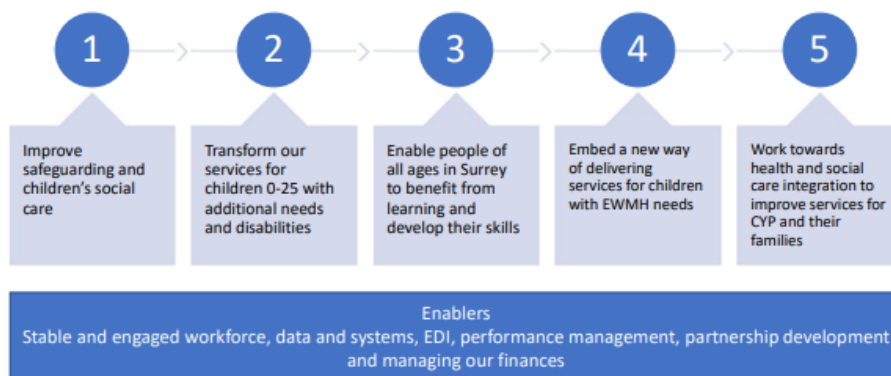 1
2
3
4
5
Improve
safeguarding and
children's social
care
Transform our
services for
children 0-25 with
additional needs
and disabilities
Enable people of
all ages in Surrey
to benefit from
learning and
develop their skills
Embed a new way
of delivering
services for children
with EWMH needs
Work towards
health and social
care integration to
improve services for
CYP and their
families
Enablers
Stable and engaged workforce, data and systems, EDI, performance management, partnership development
and managing our finances